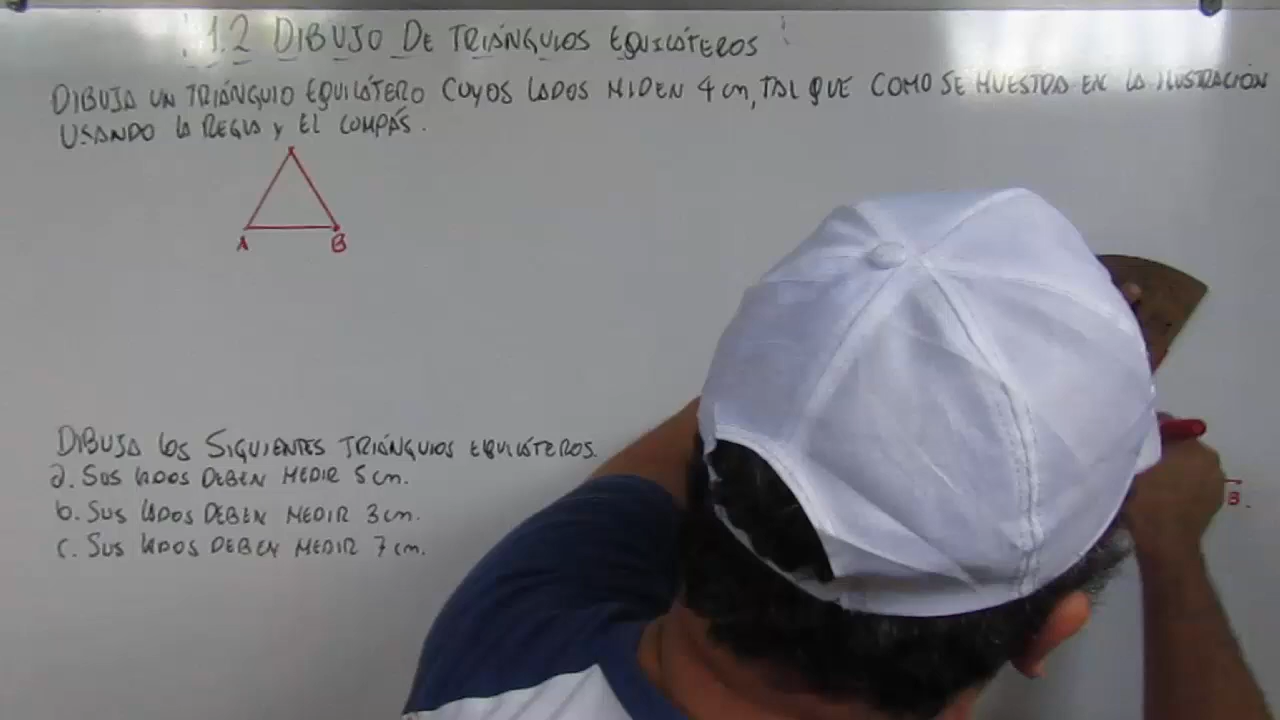 1.2 DIBUJO DE TRIÁNGULOS EQUILÁTEROS
DIBUJA UN TRIÁNGULO EQUILÁTERO CUYOS LADOS MIDEN 4 cm, TAL QUE COMO SE MUESTRA EN LA ILUSTRACIÓN
USANDO LA REGLA Y EL COMPÁS.
A B
DIBUJA LOS SIGUIENTES TRIÁNGULOS EQUILÁTEROS.
a. SUS LADOS DEBEN MEDIR 5 cm.
b. SUS LADOS DEBEN MEDIR 3 cm.
c. SUS LADOS DEBEN MEDIR 7 cm.
B.